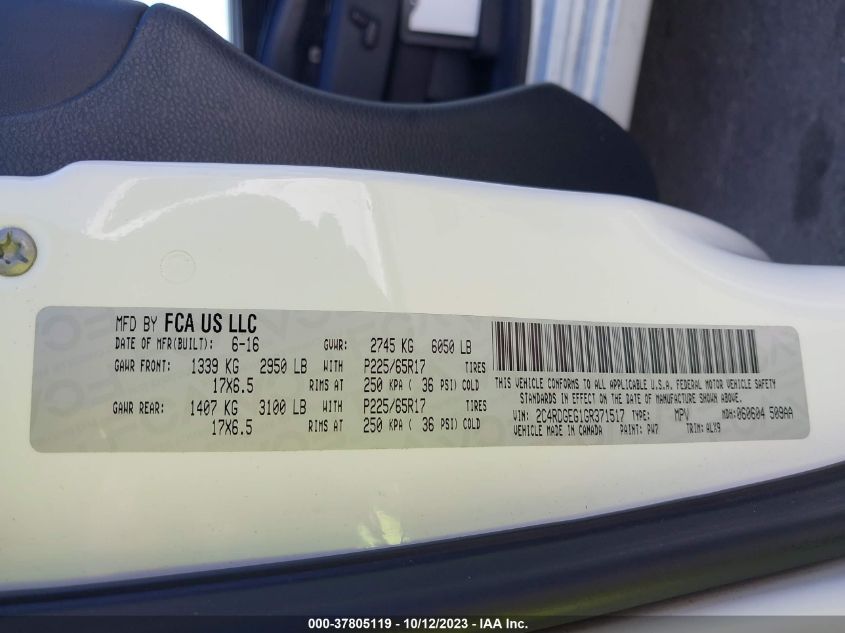 MFD BY FCA US LLC
DATE OF MFR(BUILT): 6-16 GVWR: 2745 KG 6050 LB
GAWR FRONT: 1339 KG 2950 LB WITH P225/65R17 TIRES
17X6.5 RIMS AT 250 KPA ( 36 PSI) COLD
GAWR REAR: 1407 KG 3100 LB WITH P225/65R17 TIRES
17X6.5 RIMS AT 250 KPA ( 36 PSI) COLD
THIS VEHICLE CONFORMS TO ALL APPLICABLE U.S.A. FEDERAL MOTOR VEHICLE SAFETY
STANDARDS IN EFFECT ON THE DATE OF MANUFACTURE SHOWN ABOVE.
VIN: 2C4RDGEG1GR371517 TYPE: MPV MDH: 060604 509AA
VEHICLE MADE IN CANADA PAINT: PW7 TRIM: ALX9
000-37805119 - 10/12/2023 - IAA Inc.